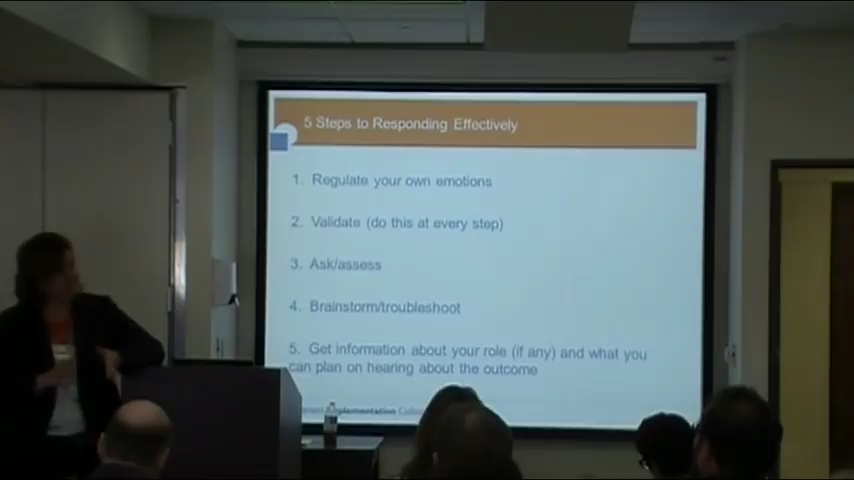 5 Steps to Responding Effectively
1. Regulate your own emotions
2. Validate (do this at every step)
3. Ask/assess
4. Brainstorm/troubleshoot
5. Get information about your role (if any) and what you
can plan on hearing about the outcome
Implementation